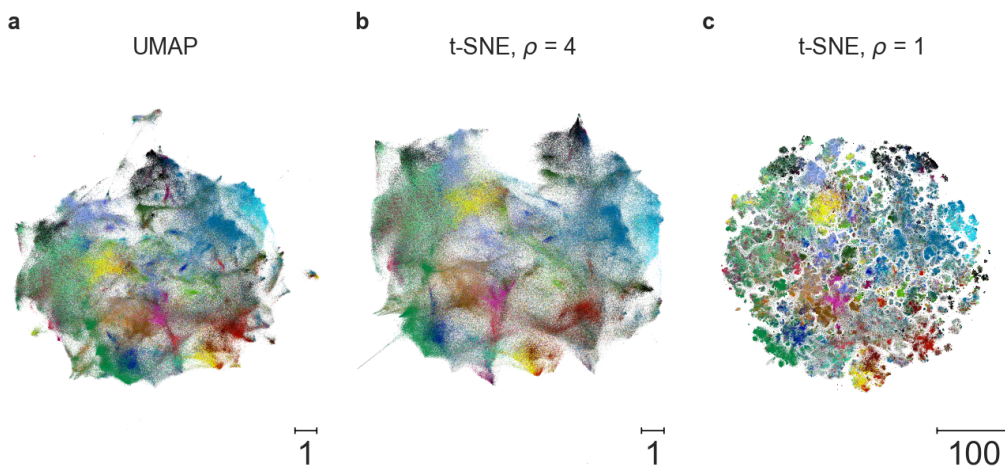 a
UMAP
b
t-SNE, ρ = 4
c
t-SNE, ρ = 1
1
1
100